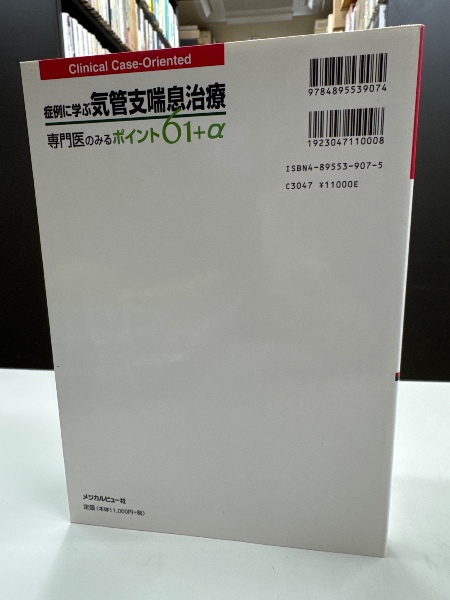 Clinical Case-Oriented
症例に学ぶ気管支喘息治療
専門医のみるポイント61+α
9784895539074
1923047110008
ISBN4-89553-907-5
C3047 ¥11000E
メジカルビュー社
定価（本体11,000円+税）